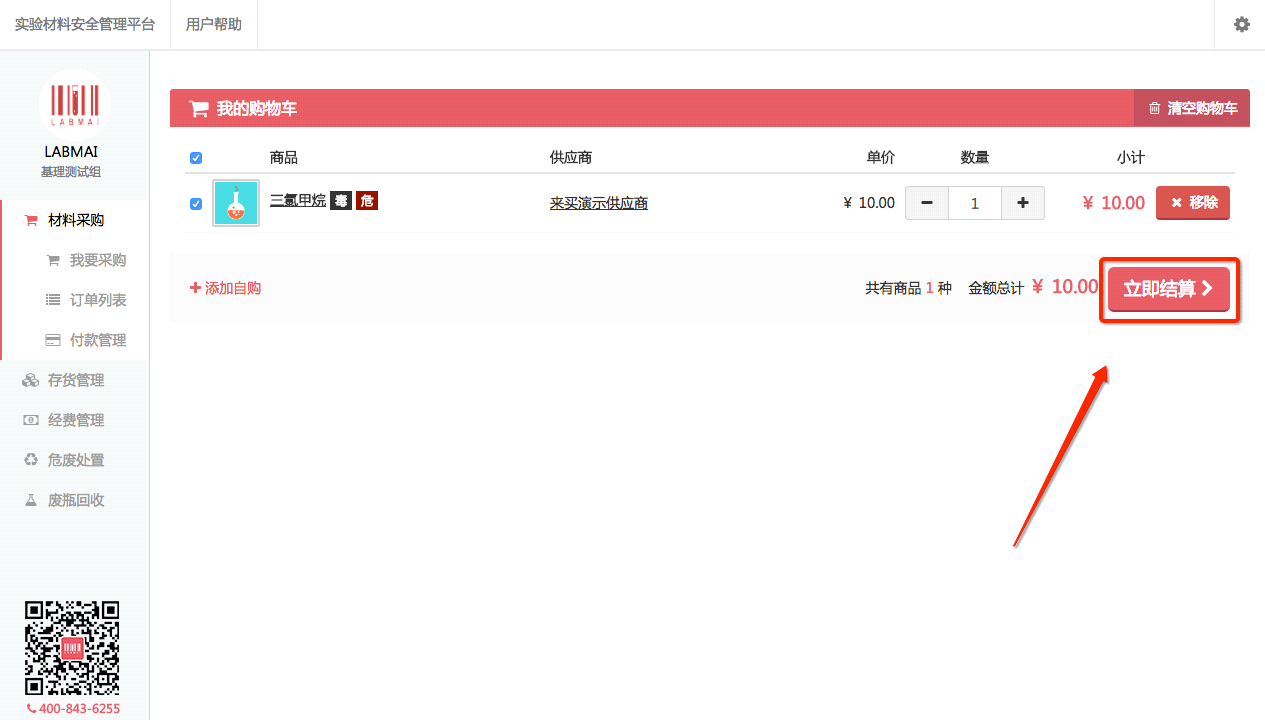 实验材料安全管理平台 用户帮助
LABMAI
LABMAI
基理测试组
材料采购
我要采购
订单列表
付款管理
存货管理
经费管理
危废处置
废瓶回收
400-843-6255
我的购物车 清空购物车
商品 供应商 单价 数量 小计
三氯甲烷 毒 危 来买演示供应商 ¥ 10.00 1 ¥ 10.00 移除
添加自购 共有商品 1 种 金额总计 ¥ 10.00 立即结算